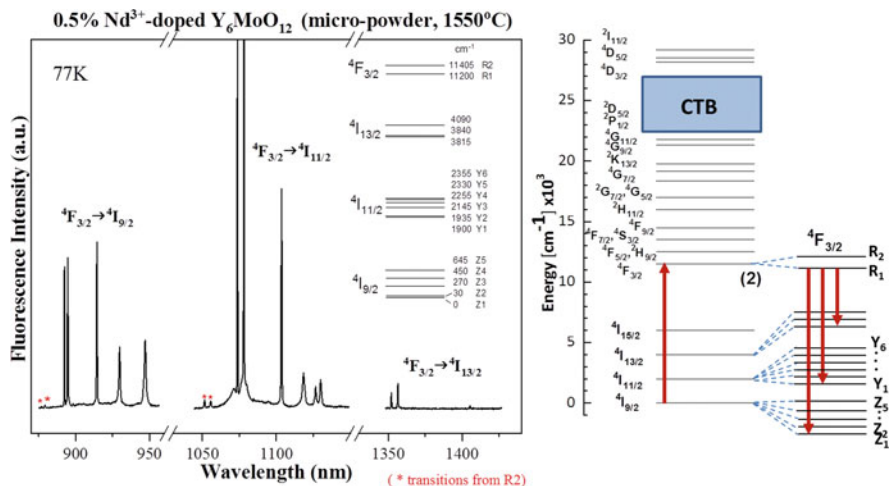 0.5% Nd³⁺-doped Y₆MoO₁₂ (micro-powder, 1550ºC)
77K
Fluorescence Intensity (a.u.)
⁴F₃/₂→⁴I₉/₂
⁴F₃/₂→⁴I₁₁/₂
⁴F₃/₂→⁴I₁₃/₂
cm⁻¹
⁴F₃/₂
11405 R2
11200 R1
⁴I₁₃/₂
4090
3840
3815
⁴I₁₁/₂
2355 Y6
2330 Y5
2255 Y4
2145 Y3
1935 Y2
1900 Y1
⁴I₉/₂
645 Z5
450 Z4
270 Z3
30 Z2
0 Z1
* *
**
900 950 1050 1100 1350 1400
Wavelength (nm)
( * transitions from R2)
Energy [cm⁻¹] x10³
30
25
20
15
10
5
0
²I₁₁/₂
⁴D₅/₂
⁴D₃/₂
CTB
²D₅/₂
²P₁/₂
⁴G₁₁/₂
⁴G₉/₂
²K₁₃/₂
⁴G₇/₂
²G₇/₂,⁴G₅/₂
²H₁₁/₂
⁴F₉/₂
⁴F₇/₂,⁴S₃/₂
⁴F₅/₂,²H₉/₂
⁴F₃/₂
⁴I₁₅/₂
⁴I₁₃/₂
⁴I₁₁/₂
⁴I₉/₂
(2)
⁴F₃/₂
R₂
R₁
Y₆
:
Y₁
Z₅
:
Z₂
Z₁